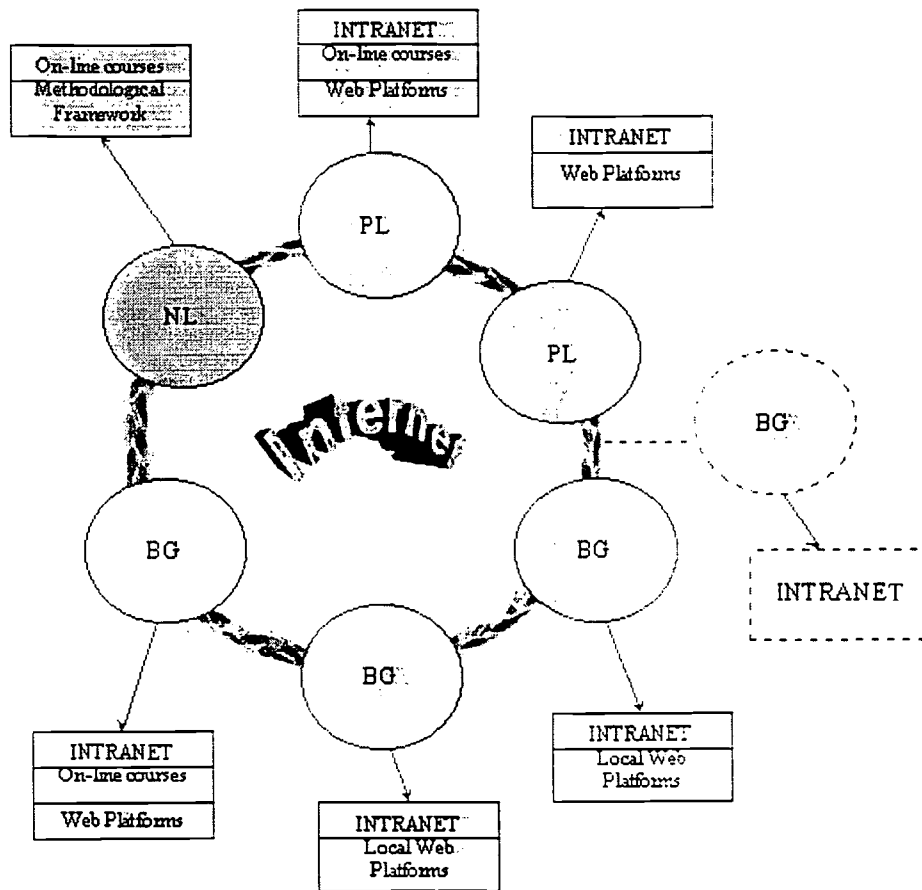 INTRANET
On-line courses
Web Platforms
On-line courses
Methodological
Framework
INTRANET
Web Platforms
PL
NL
PL
Internet
BG
BG
BG
INTRANET
BG
INTRANET
On-line courses
Web Platforms
INTRANET
Local Web
Platforms
INTRANET
Local Web
Platforms